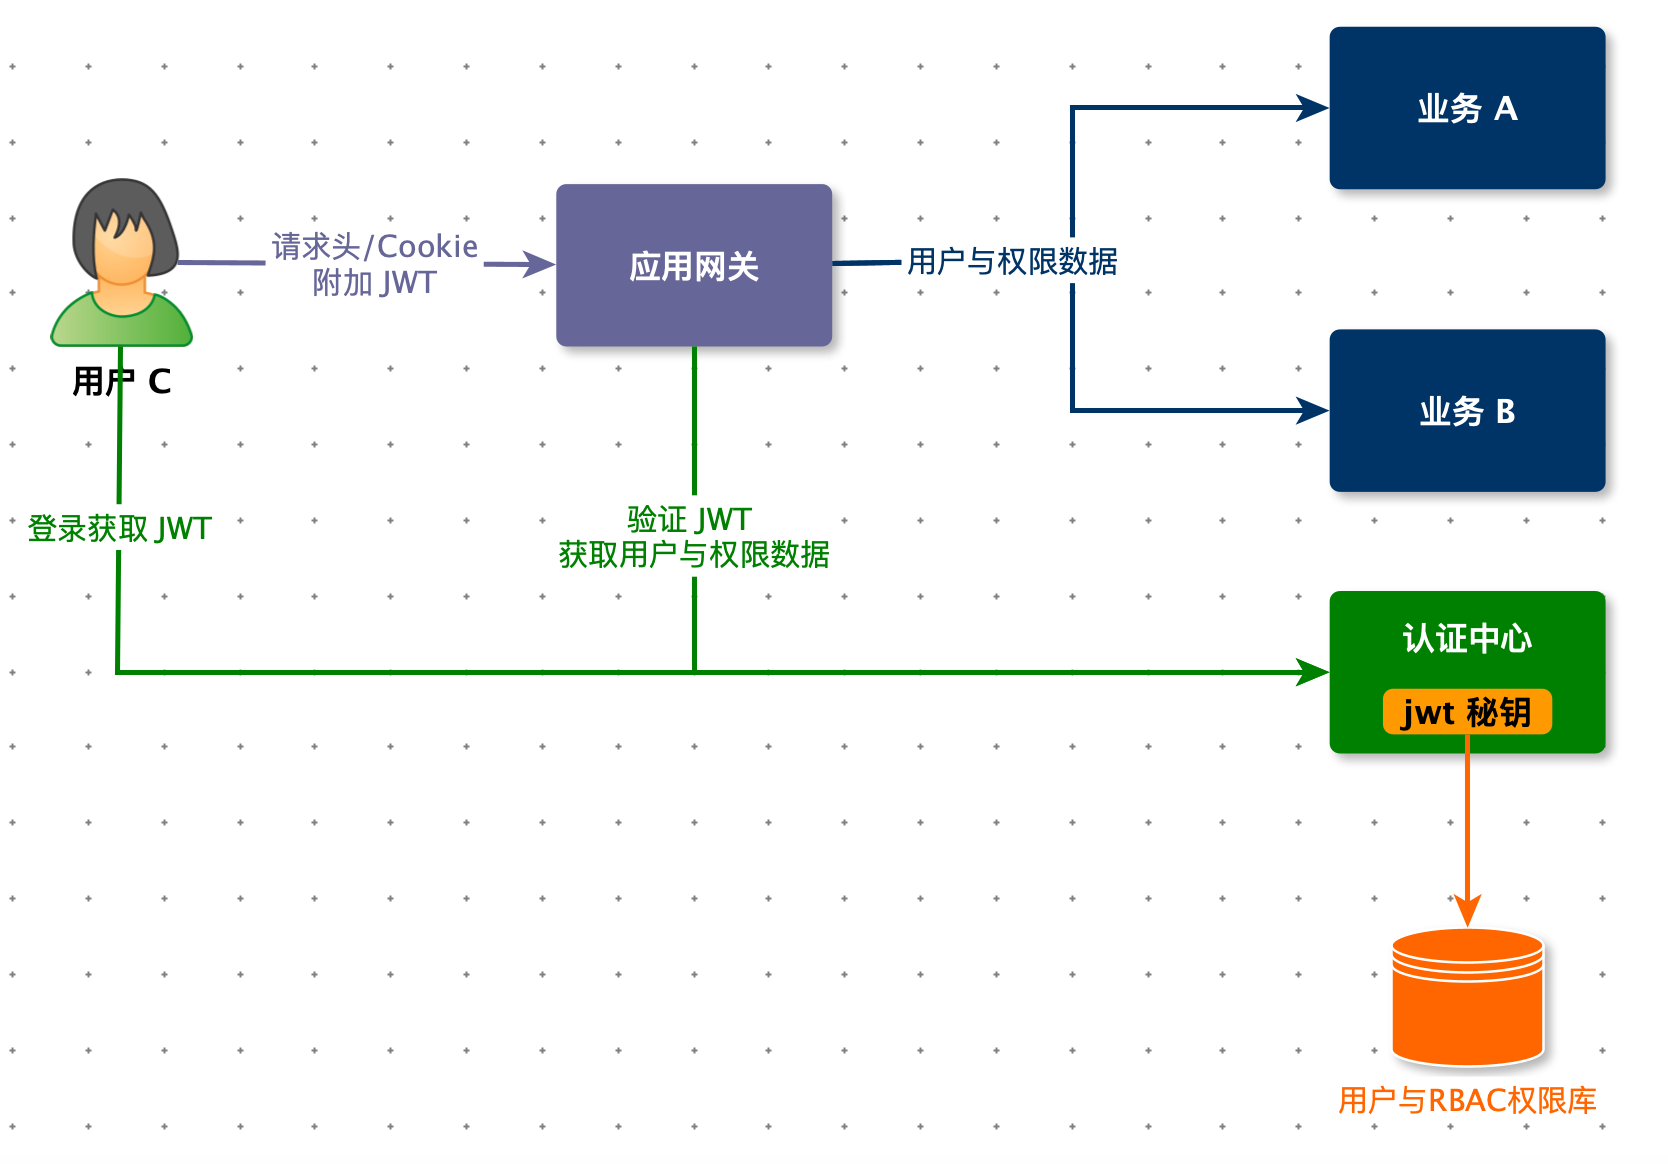 业务 A
请求头/Cookie
附加 JWT
应用网关
用户与权限数据
用户 C
业务 B
登录获取 JWT
验证 JWT
获取用户与权限数据
认证中心
jwt 秘钥
用户与RBAC权限库